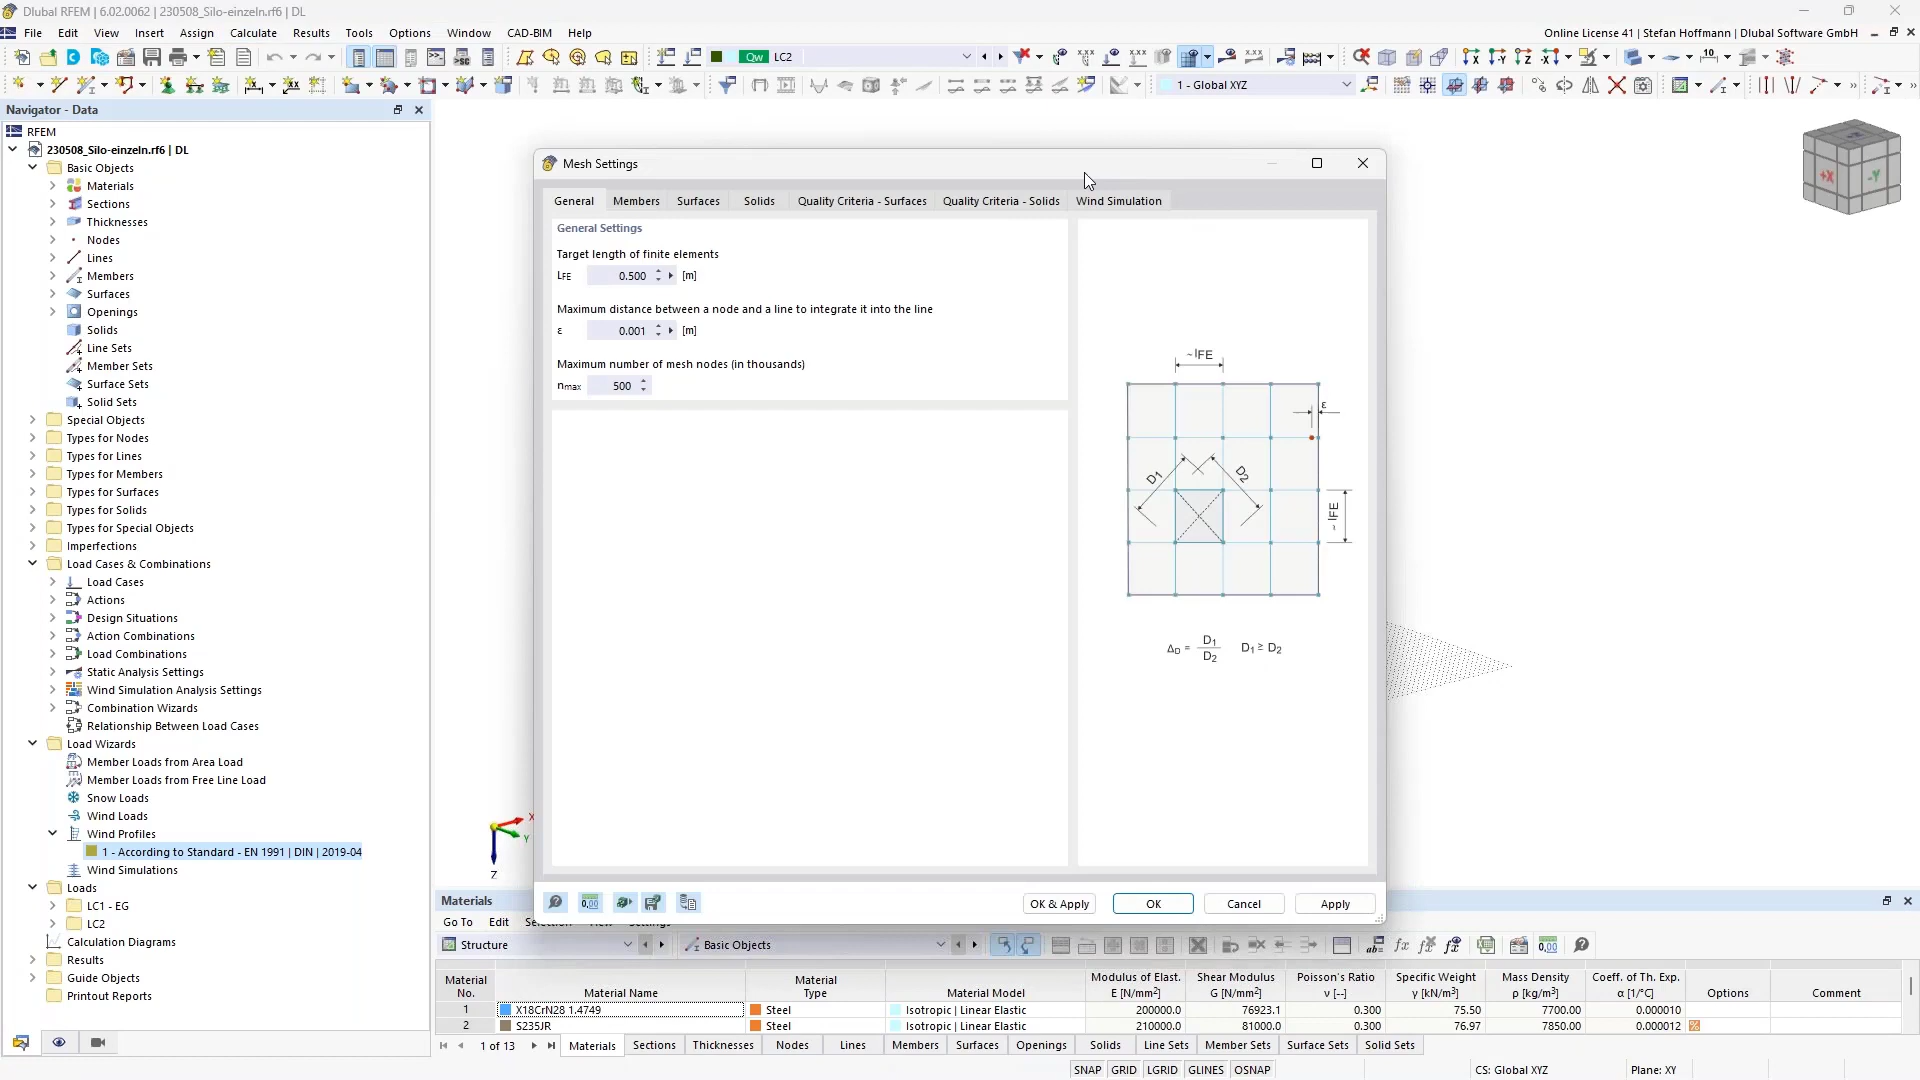 Dlubal RFEM | 6.02.0062 | 230508_Silo-einzeln.rf6 | DL
File Edit View Insert Assign Calculate Results Tools Options Window CAD-BIM Help
Online License 41 | Stefan Hoffmann | Dlubal Software GmbH
Qw LC2
1 - Global XYZ
Navigator - Data
RFEM
230508_Silo-einzeln.rf6 | DL
Basic Objects
Materials
Sections
Thicknesses
Nodes
Lines
Members
Surfaces
Openings
Solids
Line Sets
Member Sets
Surface Sets
Solid Sets
Special Objects
Types for Nodes
Types for Lines
Types for Members
Types for Surfaces
Types for Solids
Types for Special Objects
Imperfections
Load Cases & Combinations
Load Cases
Actions
Design Situations
Action Combinations
Load Combinations
Static Analysis Settings
Wind Simulation Analysis Settings
Combination Wizards
Relationship Between Load Cases
Load Wizards
Member Loads from Area Load
Member Loads from Free Line Load
Snow Loads
Wind Loads
Wind Profiles
1 - According to Standard - EN 1991 | DIN | 2019-04
Wind Simulations
Loads
LC1 - EG
LC2
Calculation Diagrams
Results
Guide Objects
Printout Reports
Mesh Settings
General Members Surfaces Solids Quality Criteria - Surfaces Quality Criteria - Solids Wind Simulation
General Settings
Target length of finite elements
LFE 0.500 [m]
Maximum distance between a node and a line to integrate it into the line
ε 0.001 [m]
Maximum number of mesh nodes (in thousands)
nmax 500
~ lFE
ε
D1 D2
~ lFE
ΔD = D1 / D2 D1 ≥ D2
OK & Apply OK Cancel Apply
+X -Y
X
Y
Z
Materials
Go To Edit
Structure Basic Objects
Material No. Material Name Material Type Material Model Modulus of Elast. E [N/mm²] Shear Modulus G [N/mm²] Poisson's Ratio ν [--] Specific Weight γ [kN/m³] Mass Density ρ [kg/m³] Coeff. of Th. Exp. α [1/°C] Options Comment
1 X18CrN28 1.4749 Steel Isotropic | Linear Elastic 200000.0 76923.1 0.300 75.50 7700.00 0.000010
2 S235JR Steel Isotropic | Linear Elastic 210000.0 81000.0 0.300 76.97 7850.00 0.000012
1 of 13 Materials Sections Thicknesses Nodes Lines Members Surfaces Openings Solids Line Sets Member Sets Surface Sets Solid Sets
SNAP GRID LGRID GLINES OSNAP CS: Global XYZ Plane: XY